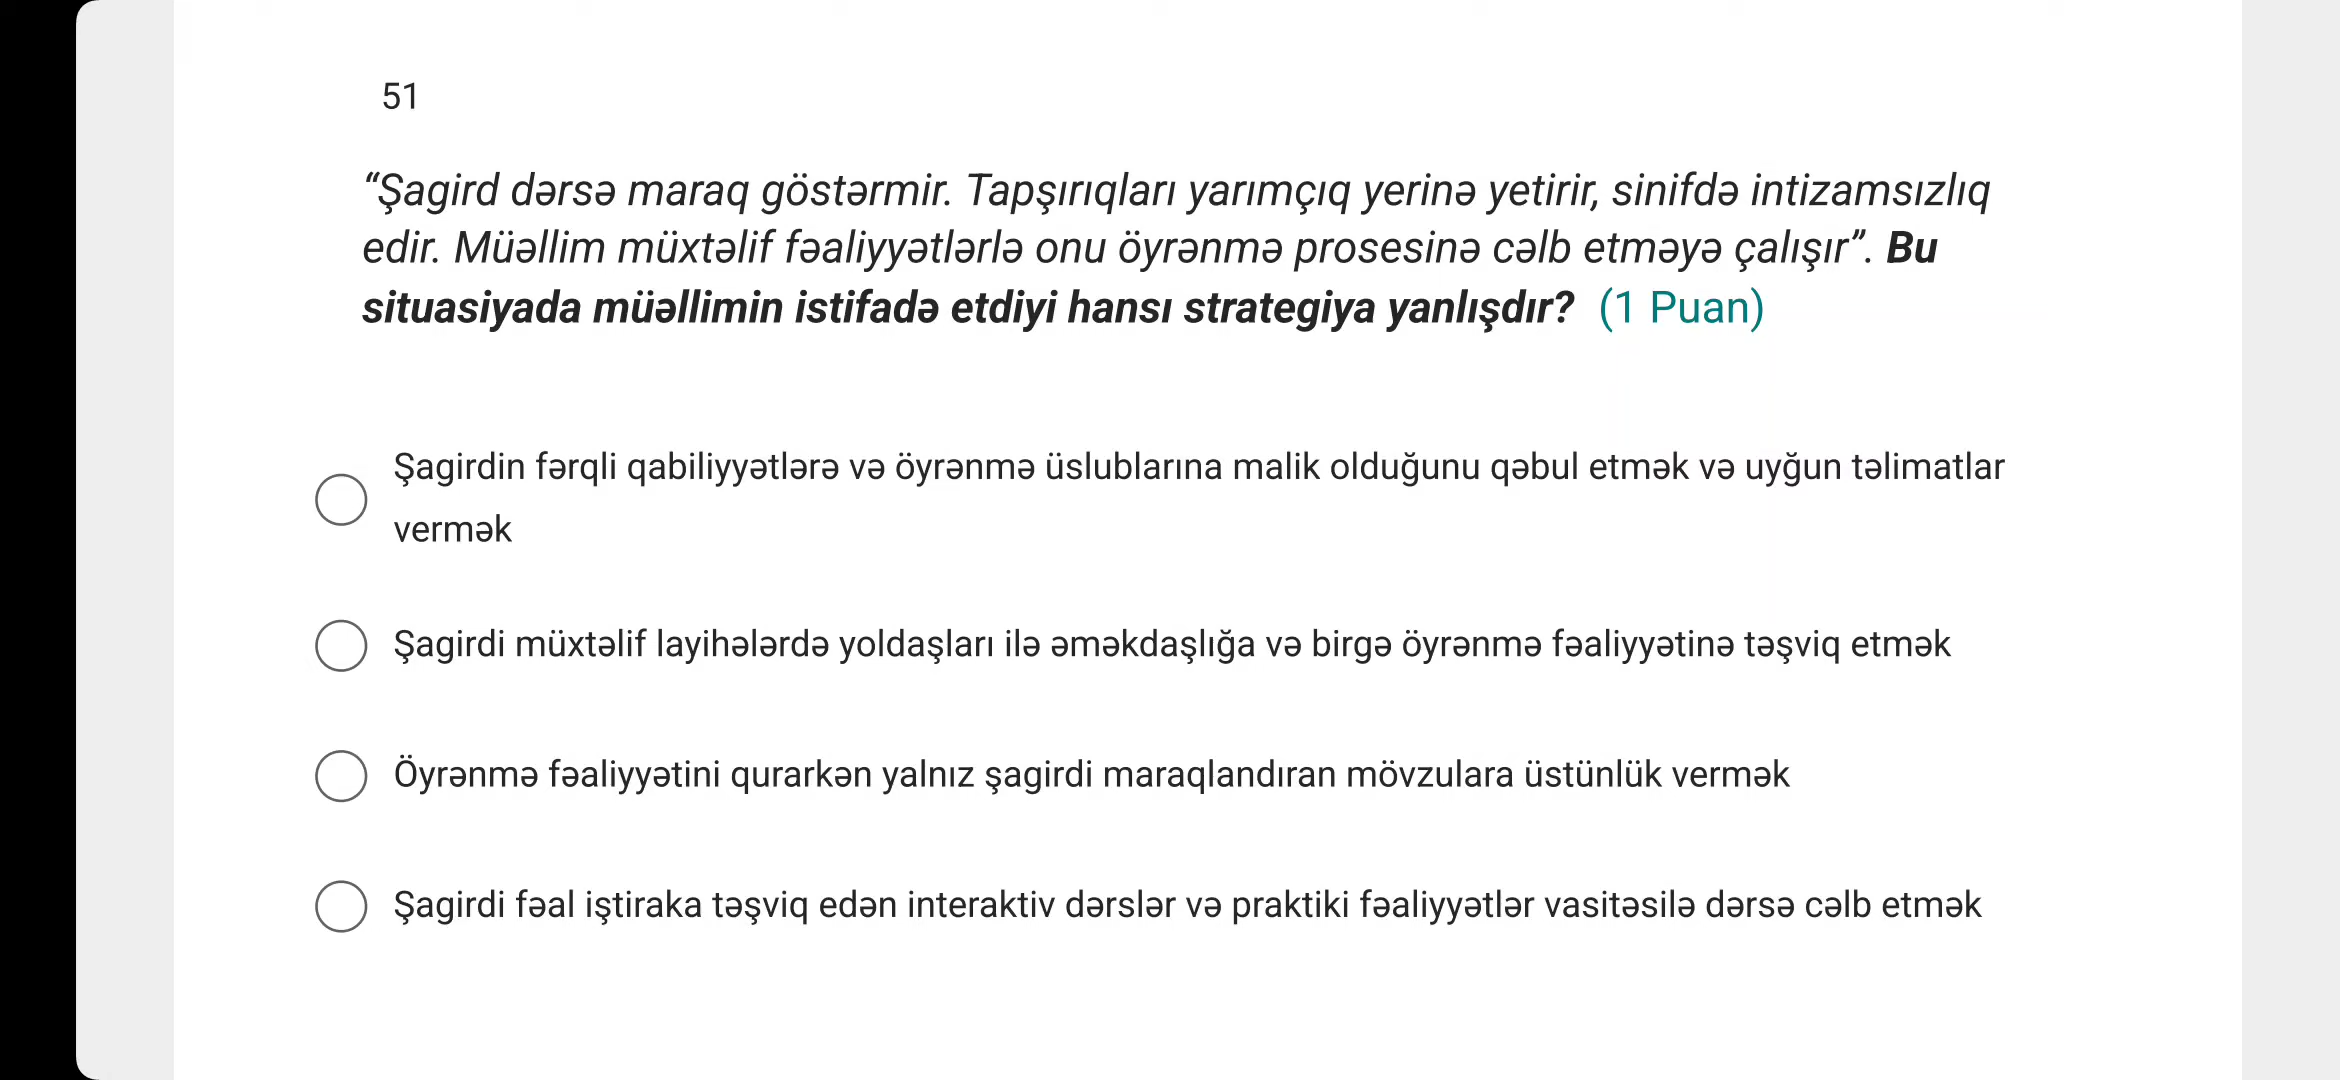 51
“Şagird dərsə maraq göstərmir. Tapşırıqları yarımçıq yerinə yetirir, sinifdə intizamsızlıq
edir. Müəllim müxtəlif fəaliyyətlərlə onu öyrənmə prosesinə cəlb etməyə çalışır”. Bu
situasiyada müəllimin istifadə etdiyi hansı strategiya yanlışdır? (1 Puan)
Şagirdin fərqli qabiliyyətlərə və öyrənmə üslublarına malik olduğunu qəbul etmək və uyğun təlimatlar
vermək
Şagirdi müxtəlif layihələrdə yoldaşları ilə əməkdaşlığa və birgə öyrənmə fəaliyyətinə təşviq etmək
Öyrənmə fəaliyyətini qurarkən yalnız şagirdi maraqlandıran mövzulara üstünlük vermək
Şagirdi fəal iştiraka təşviq edən interaktiv dərslər və praktiki fəaliyyətlər vasitəsilə dərsə cəlb etmək